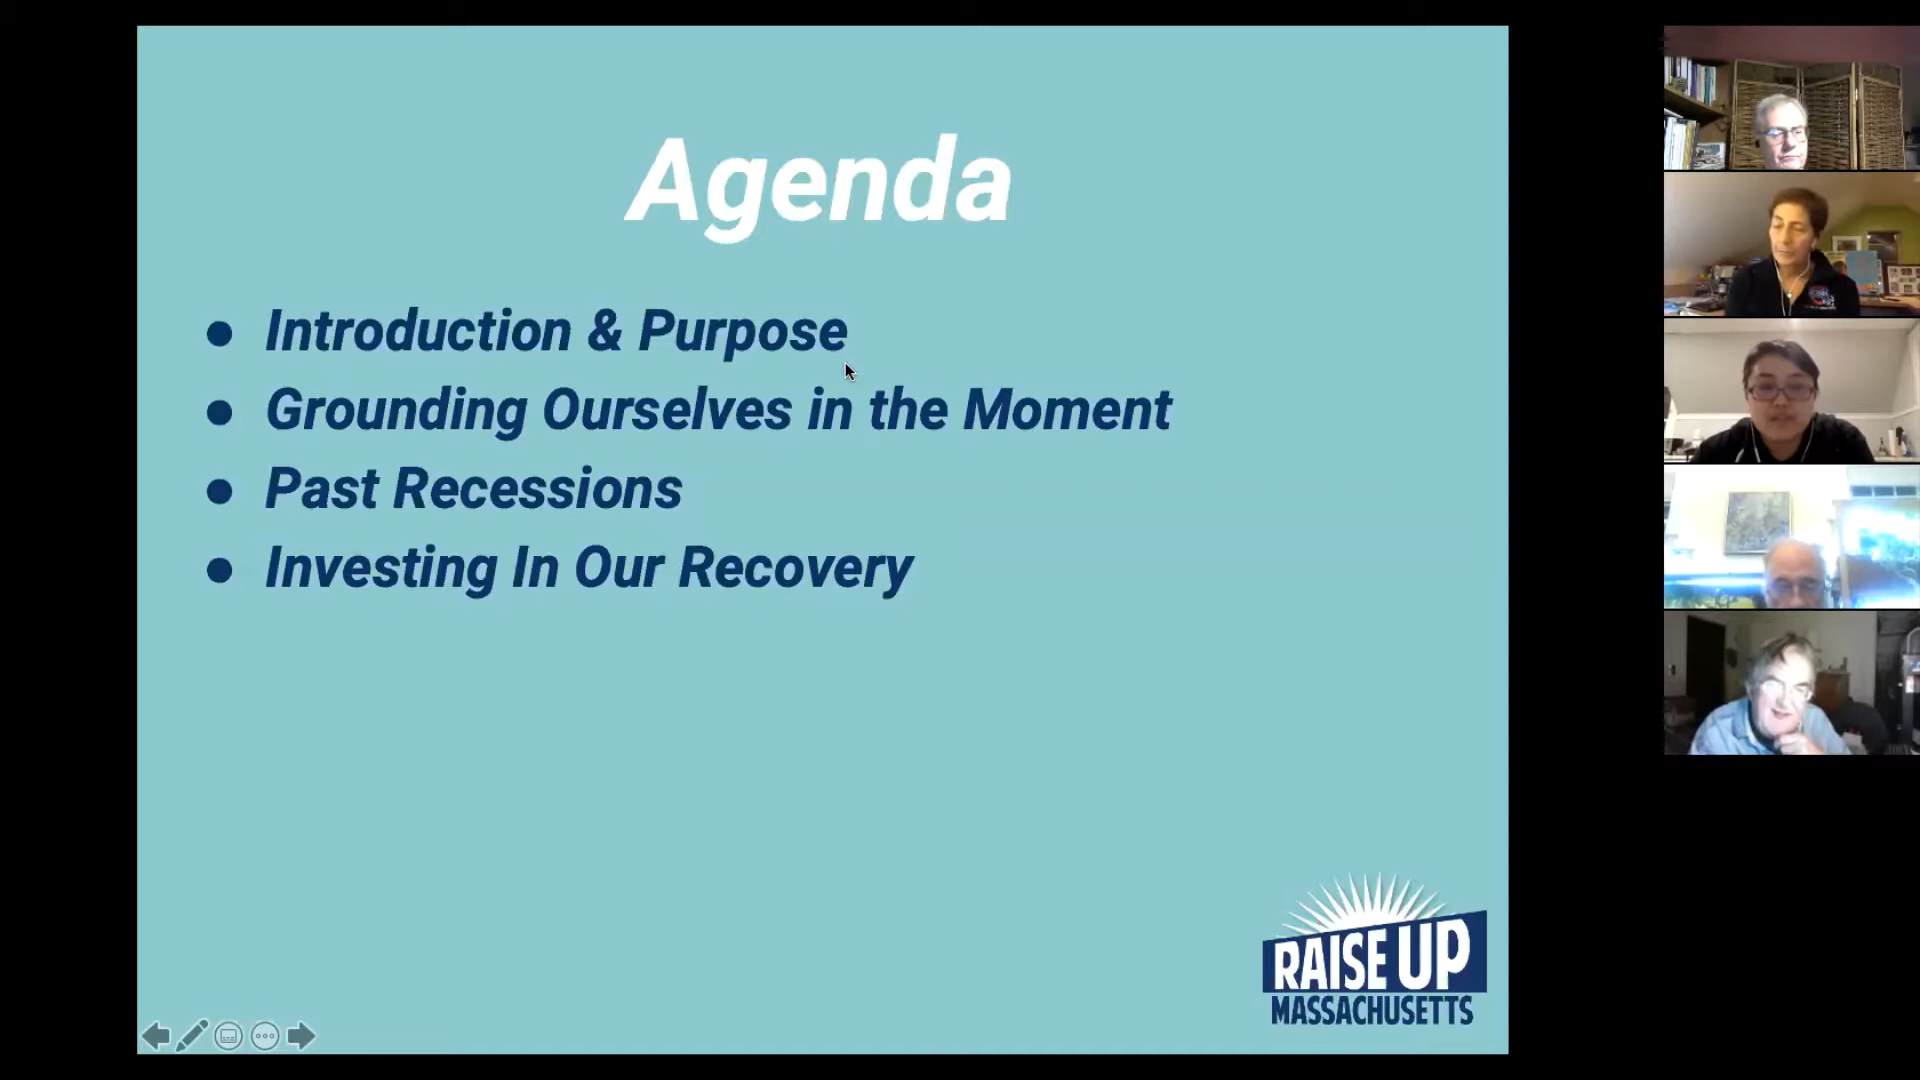 Agenda
● Introduction & Purpose
● Grounding Ourselves in the Moment
● Past Recessions
● Investing In Our Recovery
RAISE UP
MASSACHUSETTS